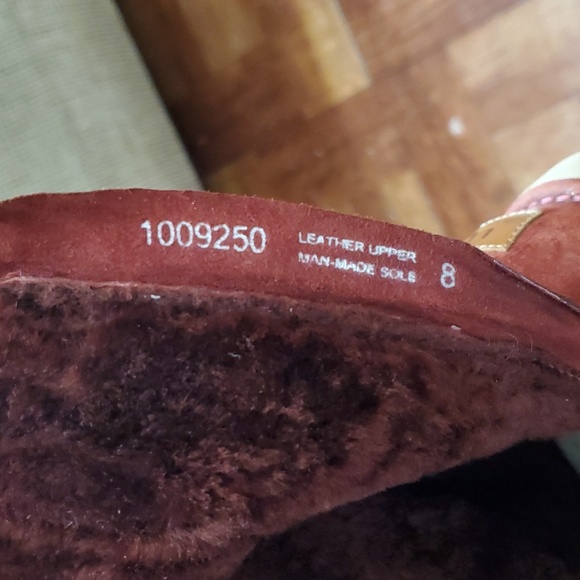 1009250
LEATHER UPPER
MAN-MADE SOLE
8